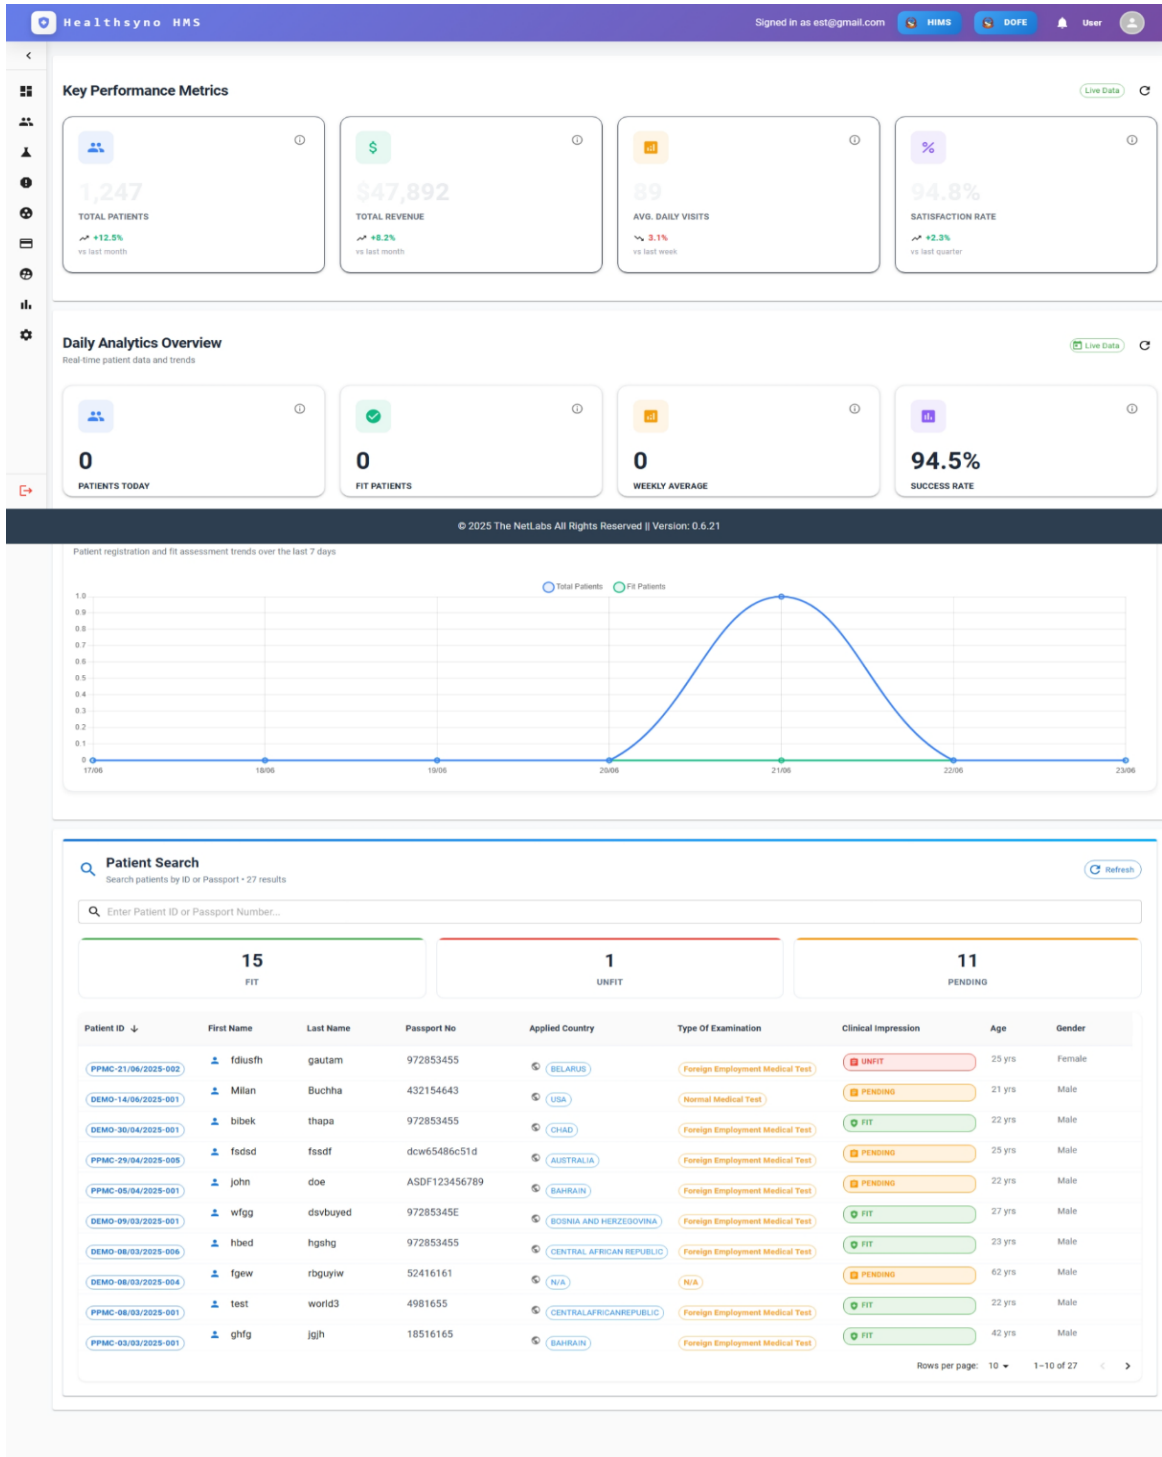 Healthsyno HMS
Signed in as est@gmail.com HIMS DOFE User
Key Performance Metrics
Live Data
1,247 $47,892 89 94.8%
TOTAL PATIENTS TOTAL REVENUE AVG. DAILY VISITS SATISFACTION RATE
+12.5% +8.2% 3.1% +2.3%
vs last month vs last month vs last week vs last quarter
Daily Analytics Overview
Live Data
Real-time patient data and trends
0 0 0 94.5%
PATIENTS TODAY FIT PATIENTS WEEKLY AVERAGE SUCCESS RATE
© 2025 The NetLabs All Rights Reserved || Version: 0.6.21
Patient registration and fit assessment trends over the last 7 days
Total Patients Fit Patients
1.0
0.9
0.8
0.7
0.6
0.5
0.4
0.3
0.2
0.1
0
17/06 18/06 19/06 20/06 21/06 22/06 23/06
Patient Search
Search patients by ID or Passport • 27 results
Refresh
Enter Patient ID or Passport Number...
15 1 11
FIT UNFIT PENDING
Patient ID First Name Last Name Passport No Applied Country Type Of Examination Clinical Impression Age Gender
PPMC-21/06/2025-002 fdiusfh gautam 972853455 BELARUS Foreign Employment Medical Test UNFIT 25 yrs Female
DEMO-14/06/2025-001 Milan Buchha 432154643 USA Normal Medical Test PENDING 21 yrs Male
DEMO-30/04/2025-001 bibek thapa 972853455 CHAD Foreign Employment Medical Test FIT 22 yrs Male
PPMC-29/04/2025-005 fsdsd fssdf dcw65486c51d AUSTRALIA Foreign Employment Medical Test PENDING 25 yrs Male
PPMC-05/04/2025-001 john doe ASDF123456789 BAHRAIN Foreign Employment Medical Test PENDING 22 yrs Male
DEMO-09/03/2025-001 wfgg dsvbuyed 97285345E BOSNIA AND HERZEGOVINA Foreign Employment Medical Test FIT 27 yrs Male
DEMO-08/03/2025-006 hbed hgshg 972853455 CENTRAL AFRICAN REPUBLIC Foreign Employment Medical Test FIT 23 yrs Male
DEMO-08/03/2025-004 fgew rbguyiw 52416161 N/A N/A PENDING 62 yrs Male
PPMC-08/03/2025-001 test world3 4981655 CENTRALAFRICANREPUBLIC Foreign Employment Medical Test FIT 22 yrs Male
PPMC-03/03/2025-001 ghfg jgjh 18516165 BAHRAIN Foreign Employment Medical Test FIT 42 yrs Male
Rows per page: 10 1–10 of 27